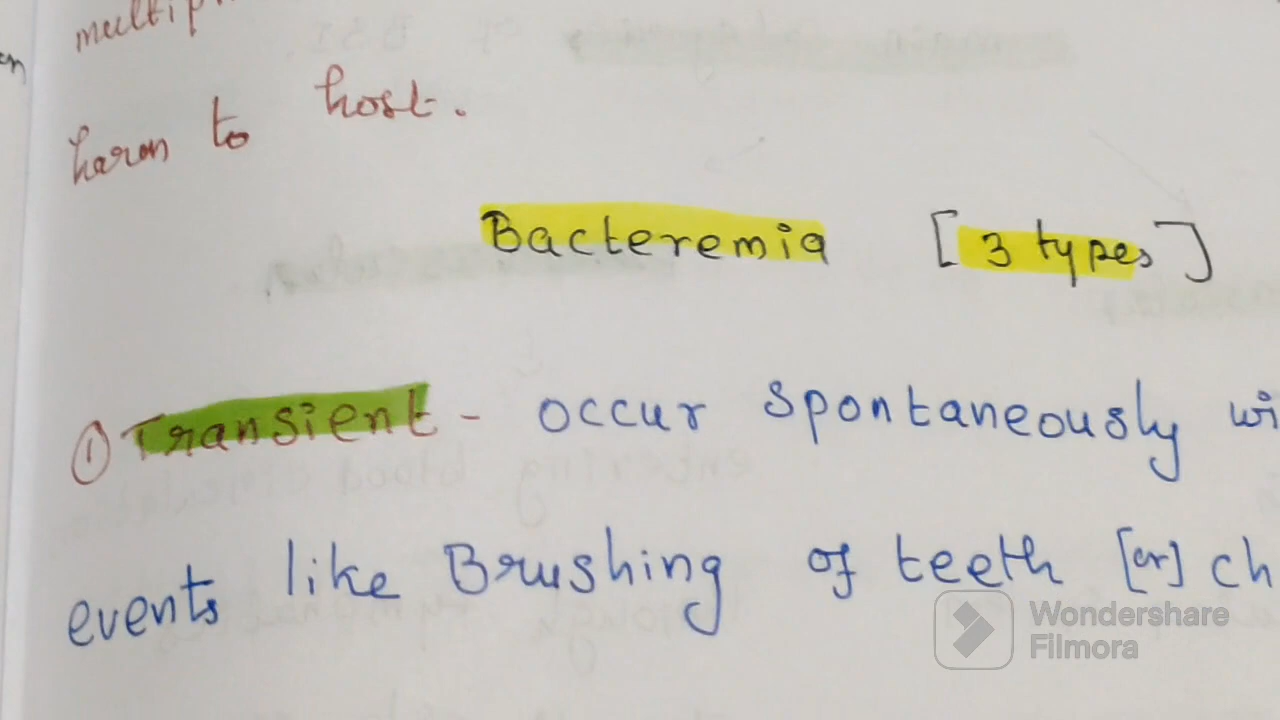 harm to host.
Bacteremia [3 types]
① Transient - occur spontaneously wi
events like Brushing of teeth [or] ch
Wondershare
Filmora